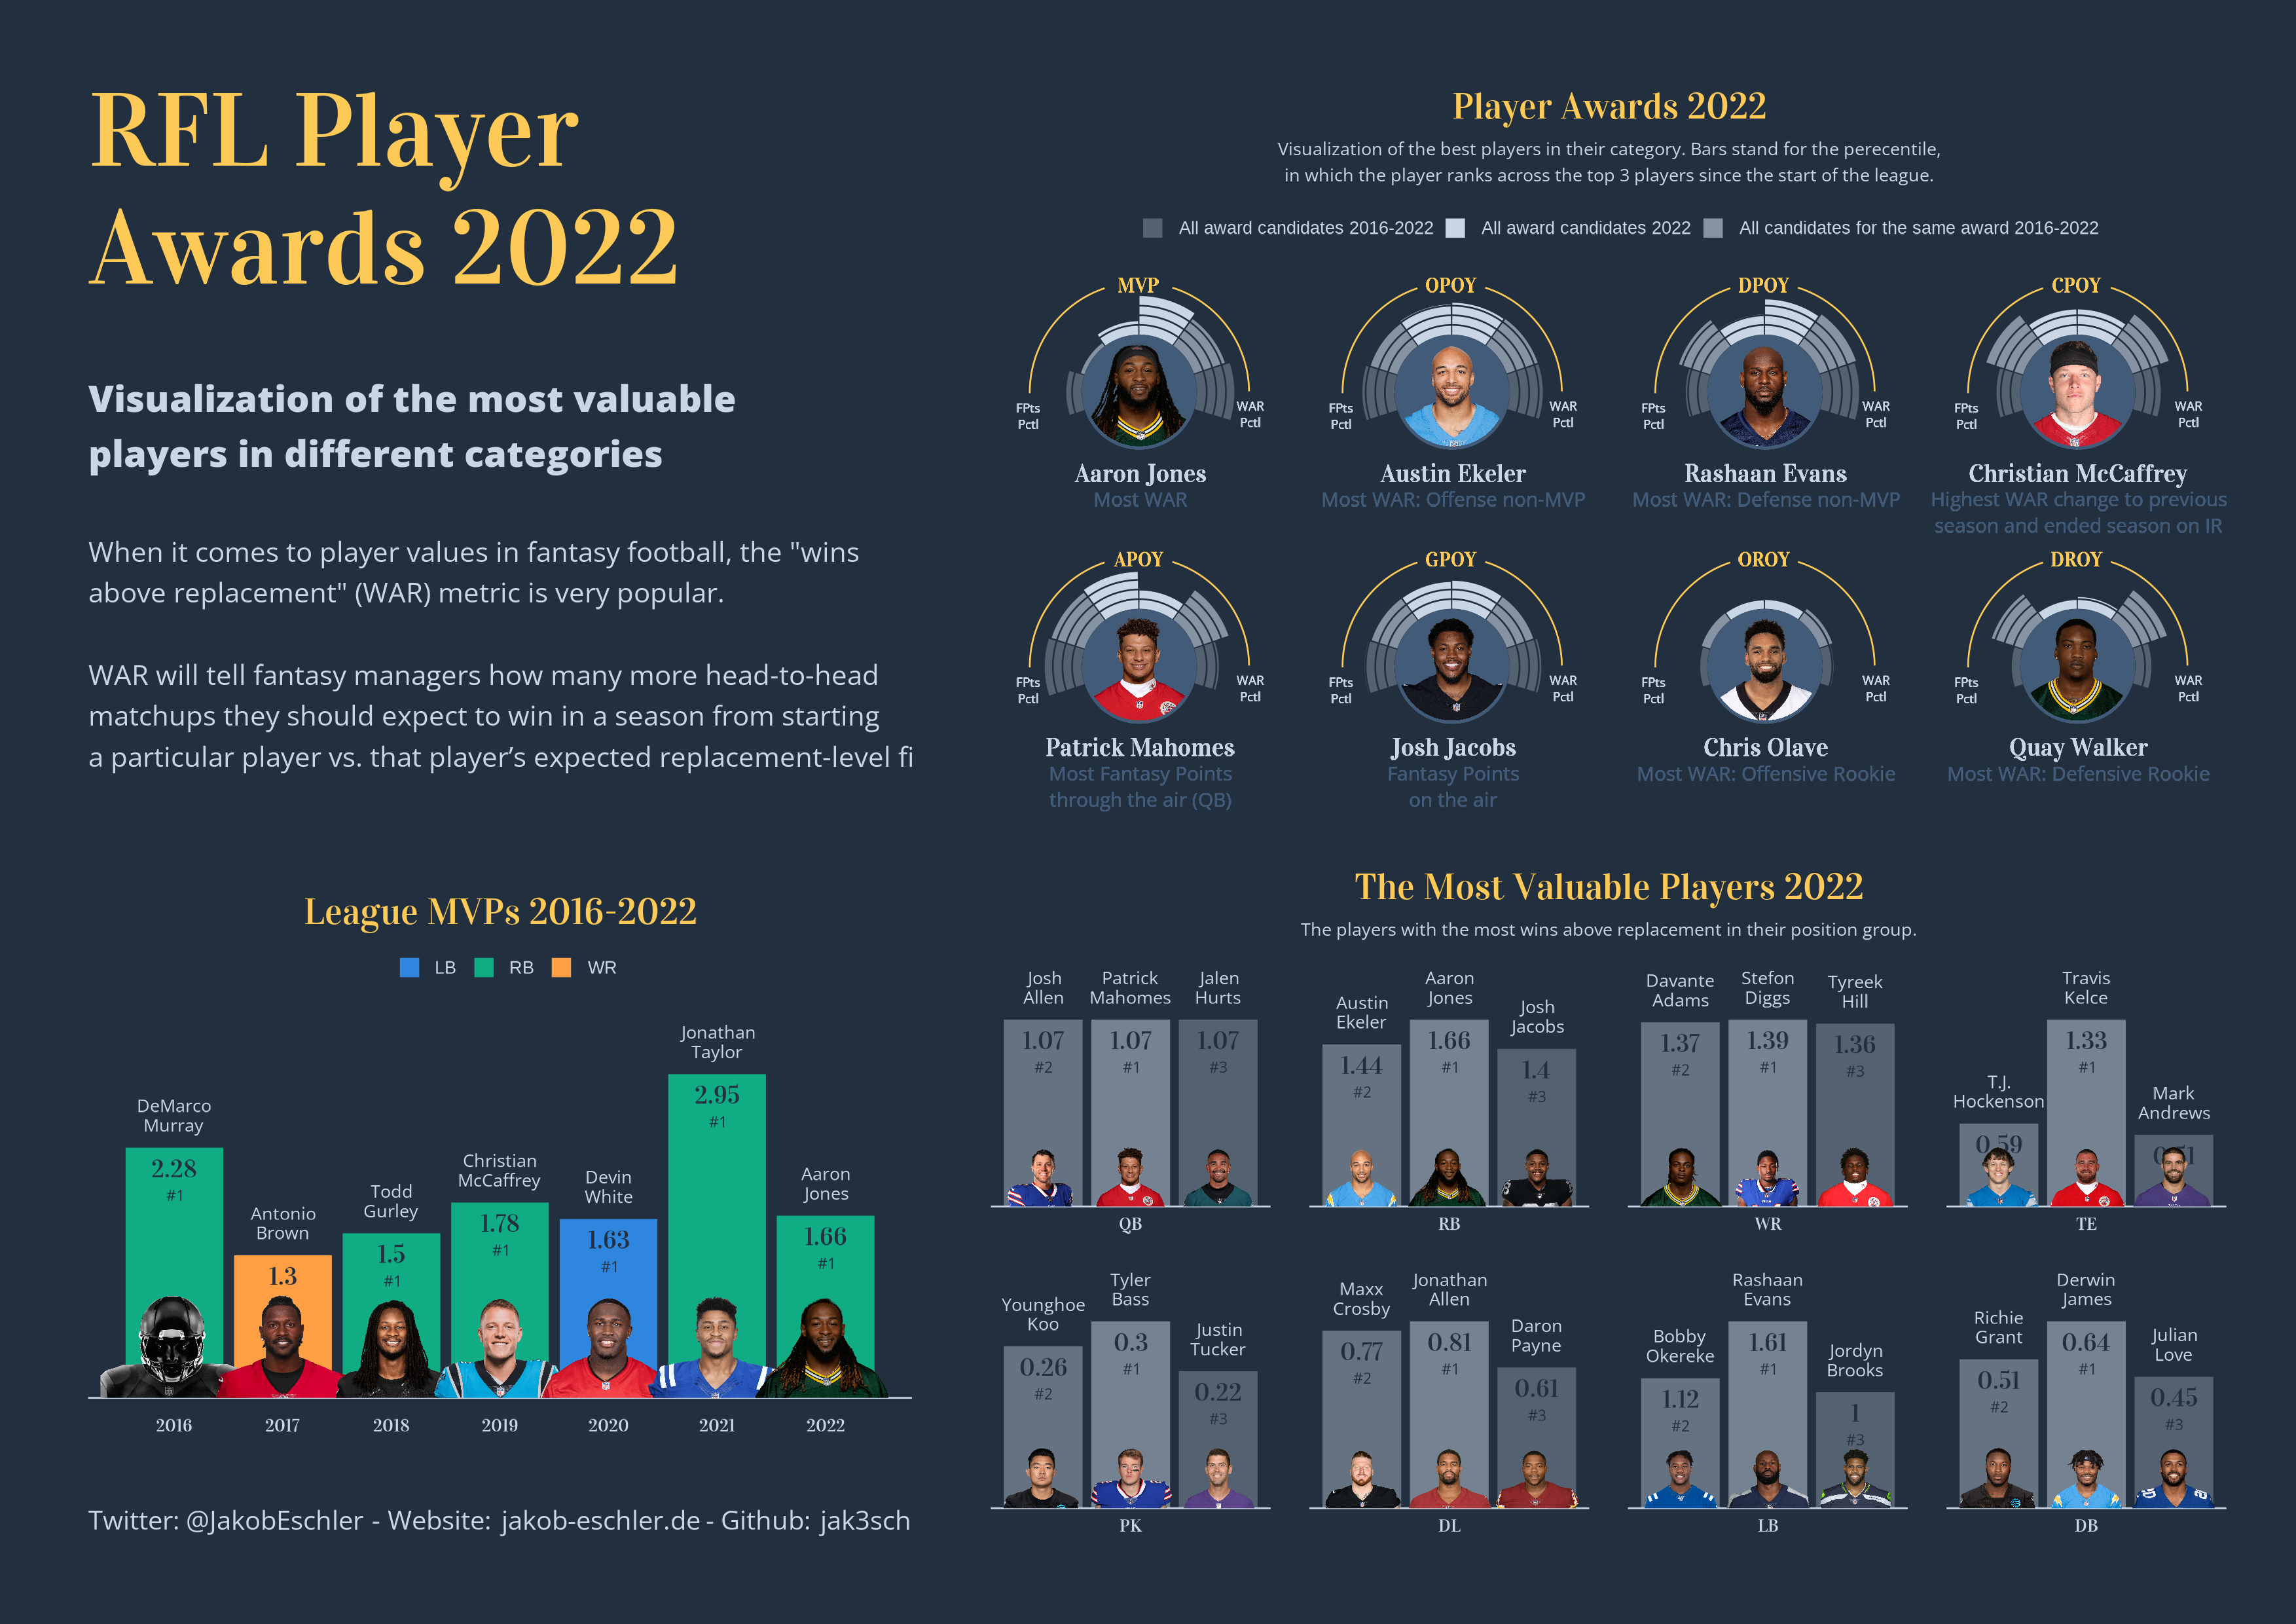 RFL Player
Awards 2022
Visualization of the most valuable
players in different categories
When it comes to player values in fantasy football, the "wins
above replacement" (WAR) metric is very popular.
WAR will tell fantasy managers how many more head-to-head
matchups they should expect to win in a season from starting
a particular player vs. that player’s expected replacement-level fi
League MVPs 2016-2022
LB RB WR
DeMarco
Murray
2.28
#1
Antonio
Brown
1.3
Todd
Gurley
1.5
#1
Christian
McCaffrey
1.78
#1
Devin
White
1.63
#1
Jonathan
Taylor
2.95
#1
Aaron
Jones
1.66
#1
2016 2017 2018 2019 2020 2021 2022
Twitter: @JakobEschler - Website: jakob-eschler.de - Github: jak3sch
Player Awards 2022
Visualization of the best players in their category. Bars stand for the perecentile,
in which the player ranks across the top 3 players since the start of the league.
All award candidates 2016-2022 All award candidates 2022 All candidates for the same award 2016-2022
MVP
FPts
Pctl
WAR
Pctl
Aaron Jones
Most WAR
OPOY
FPts
Pctl
WAR
Pctl
Austin Ekeler
Most WAR: Offense non-MVP
DPOY
FPts
Pctl
WAR
Pctl
Rashaan Evans
Most WAR: Defense non-MVP
CPOY
FPts
Pctl
WAR
Pctl
Christian McCaffrey
Highest WAR change to previous
season and ended season on IR
APOY
FPts
Pctl
WAR
Pctl
Patrick Mahomes
Most Fantasy Points
through the air (QB)
GPOY
FPts
Pctl
WAR
Pctl
Josh Jacobs
Fantasy Points
on the air
OROY
FPts
Pctl
WAR
Pctl
Chris Olave
Most WAR: Offensive Rookie
DROY
FPts
Pctl
WAR
Pctl
Quay Walker
Most WAR: Defensive Rookie
The Most Valuable Players 2022
The players with the most wins above replacement in their position group.
Josh
Allen
1.07
#2
Patrick
Mahomes
1.07
#1
Jalen
Hurts
1.07
#3
QB
Austin
Ekeler
1.44
#2
Aaron
Jones
1.66
#1
Josh
Jacobs
1.4
#3
RB
Davante
Adams
1.37
#2
Stefon
Diggs
1.39
#1
Tyreek
Hill
1.36
#3
WR
T.J.
Hockenson
0.59
Travis
Kelce
1.33
#1
Mark
Andrews
TE
Younghoe
Koo
0.26
#2
Tyler
Bass
0.3
#1
Justin
Tucker
0.22
#3
PK
Maxx
Crosby
0.77
#2
Jonathan
Allen
0.81
#1
Daron
Payne
0.61
#3
DL
Bobby
Okereke
1.12
#2
Rashaan
Evans
1.61
#1
Jordyn
Brooks
1
#3
LB
Richie
Grant
0.51
#2
Derwin
James
0.64
#1
Julian
Love
0.45
#3
DB